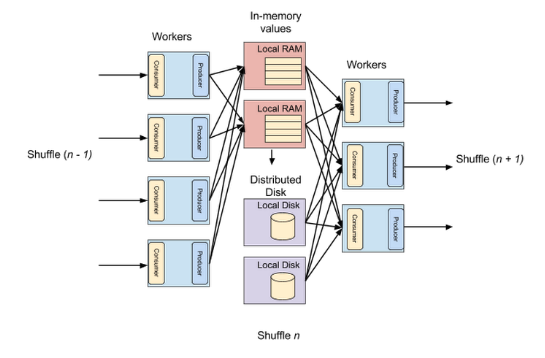 In-memory
values
Workers
Local RAM
Workers
Consumer
Producer
Consumer
Producer
Local RAM
Consumer
Producer
Shuffle (n - 1)
Consumer
Producer
Shuffle (n + 1)
Distributed
Disk
Consumer
Producer
Local Disk
Consumer
Producer
Consumer
Producer
Local Disk
Shuffle n